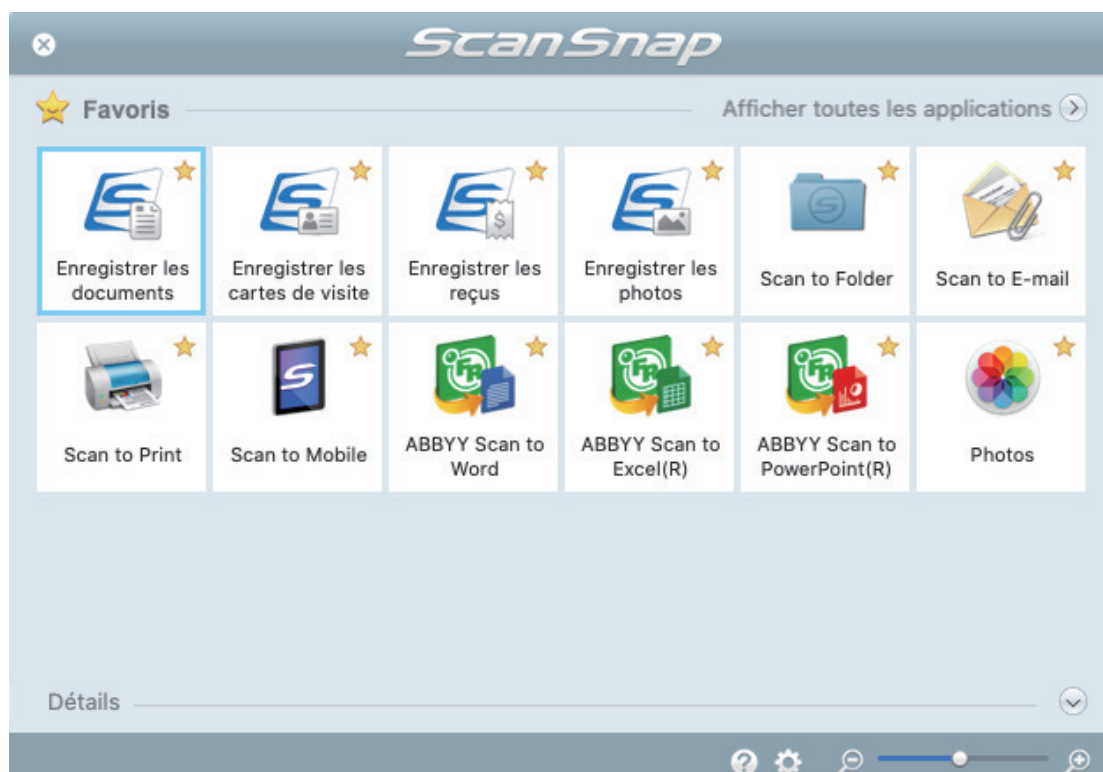 ScanSnap
Favoris
Afficher toutes les applications
Enregistrer les
documents
Enregistrer les
cartes de visite
Enregistrer les
reçus
Enregistrer les
photos
Scan to Folder
Scan to E-mail
Scan to Print
Scan to Mobile
ABBYY Scan to
Word
ABBYY Scan to
Excel(R)
ABBYY Scan to
PowerPoint(R)
Photos
Détails